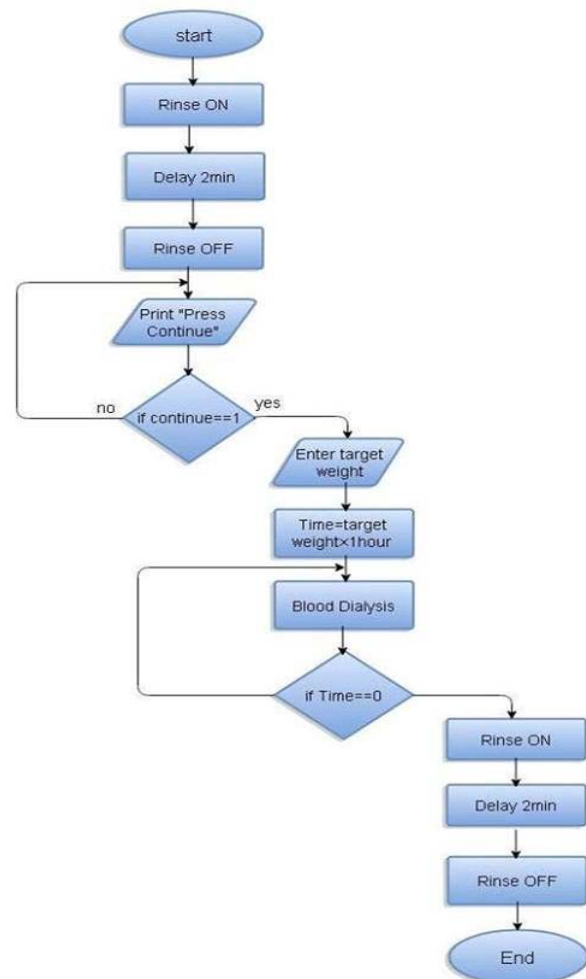 start
Rinse ON
Delay 2min
Rinse OFF
Print "Press
Continue"
if continue==1
no
yes
Enter target
weight
Time=target
weight×1hour
Blood Dialysis
if Time==0
Rinse ON
Delay 2min
Rinse OFF
End